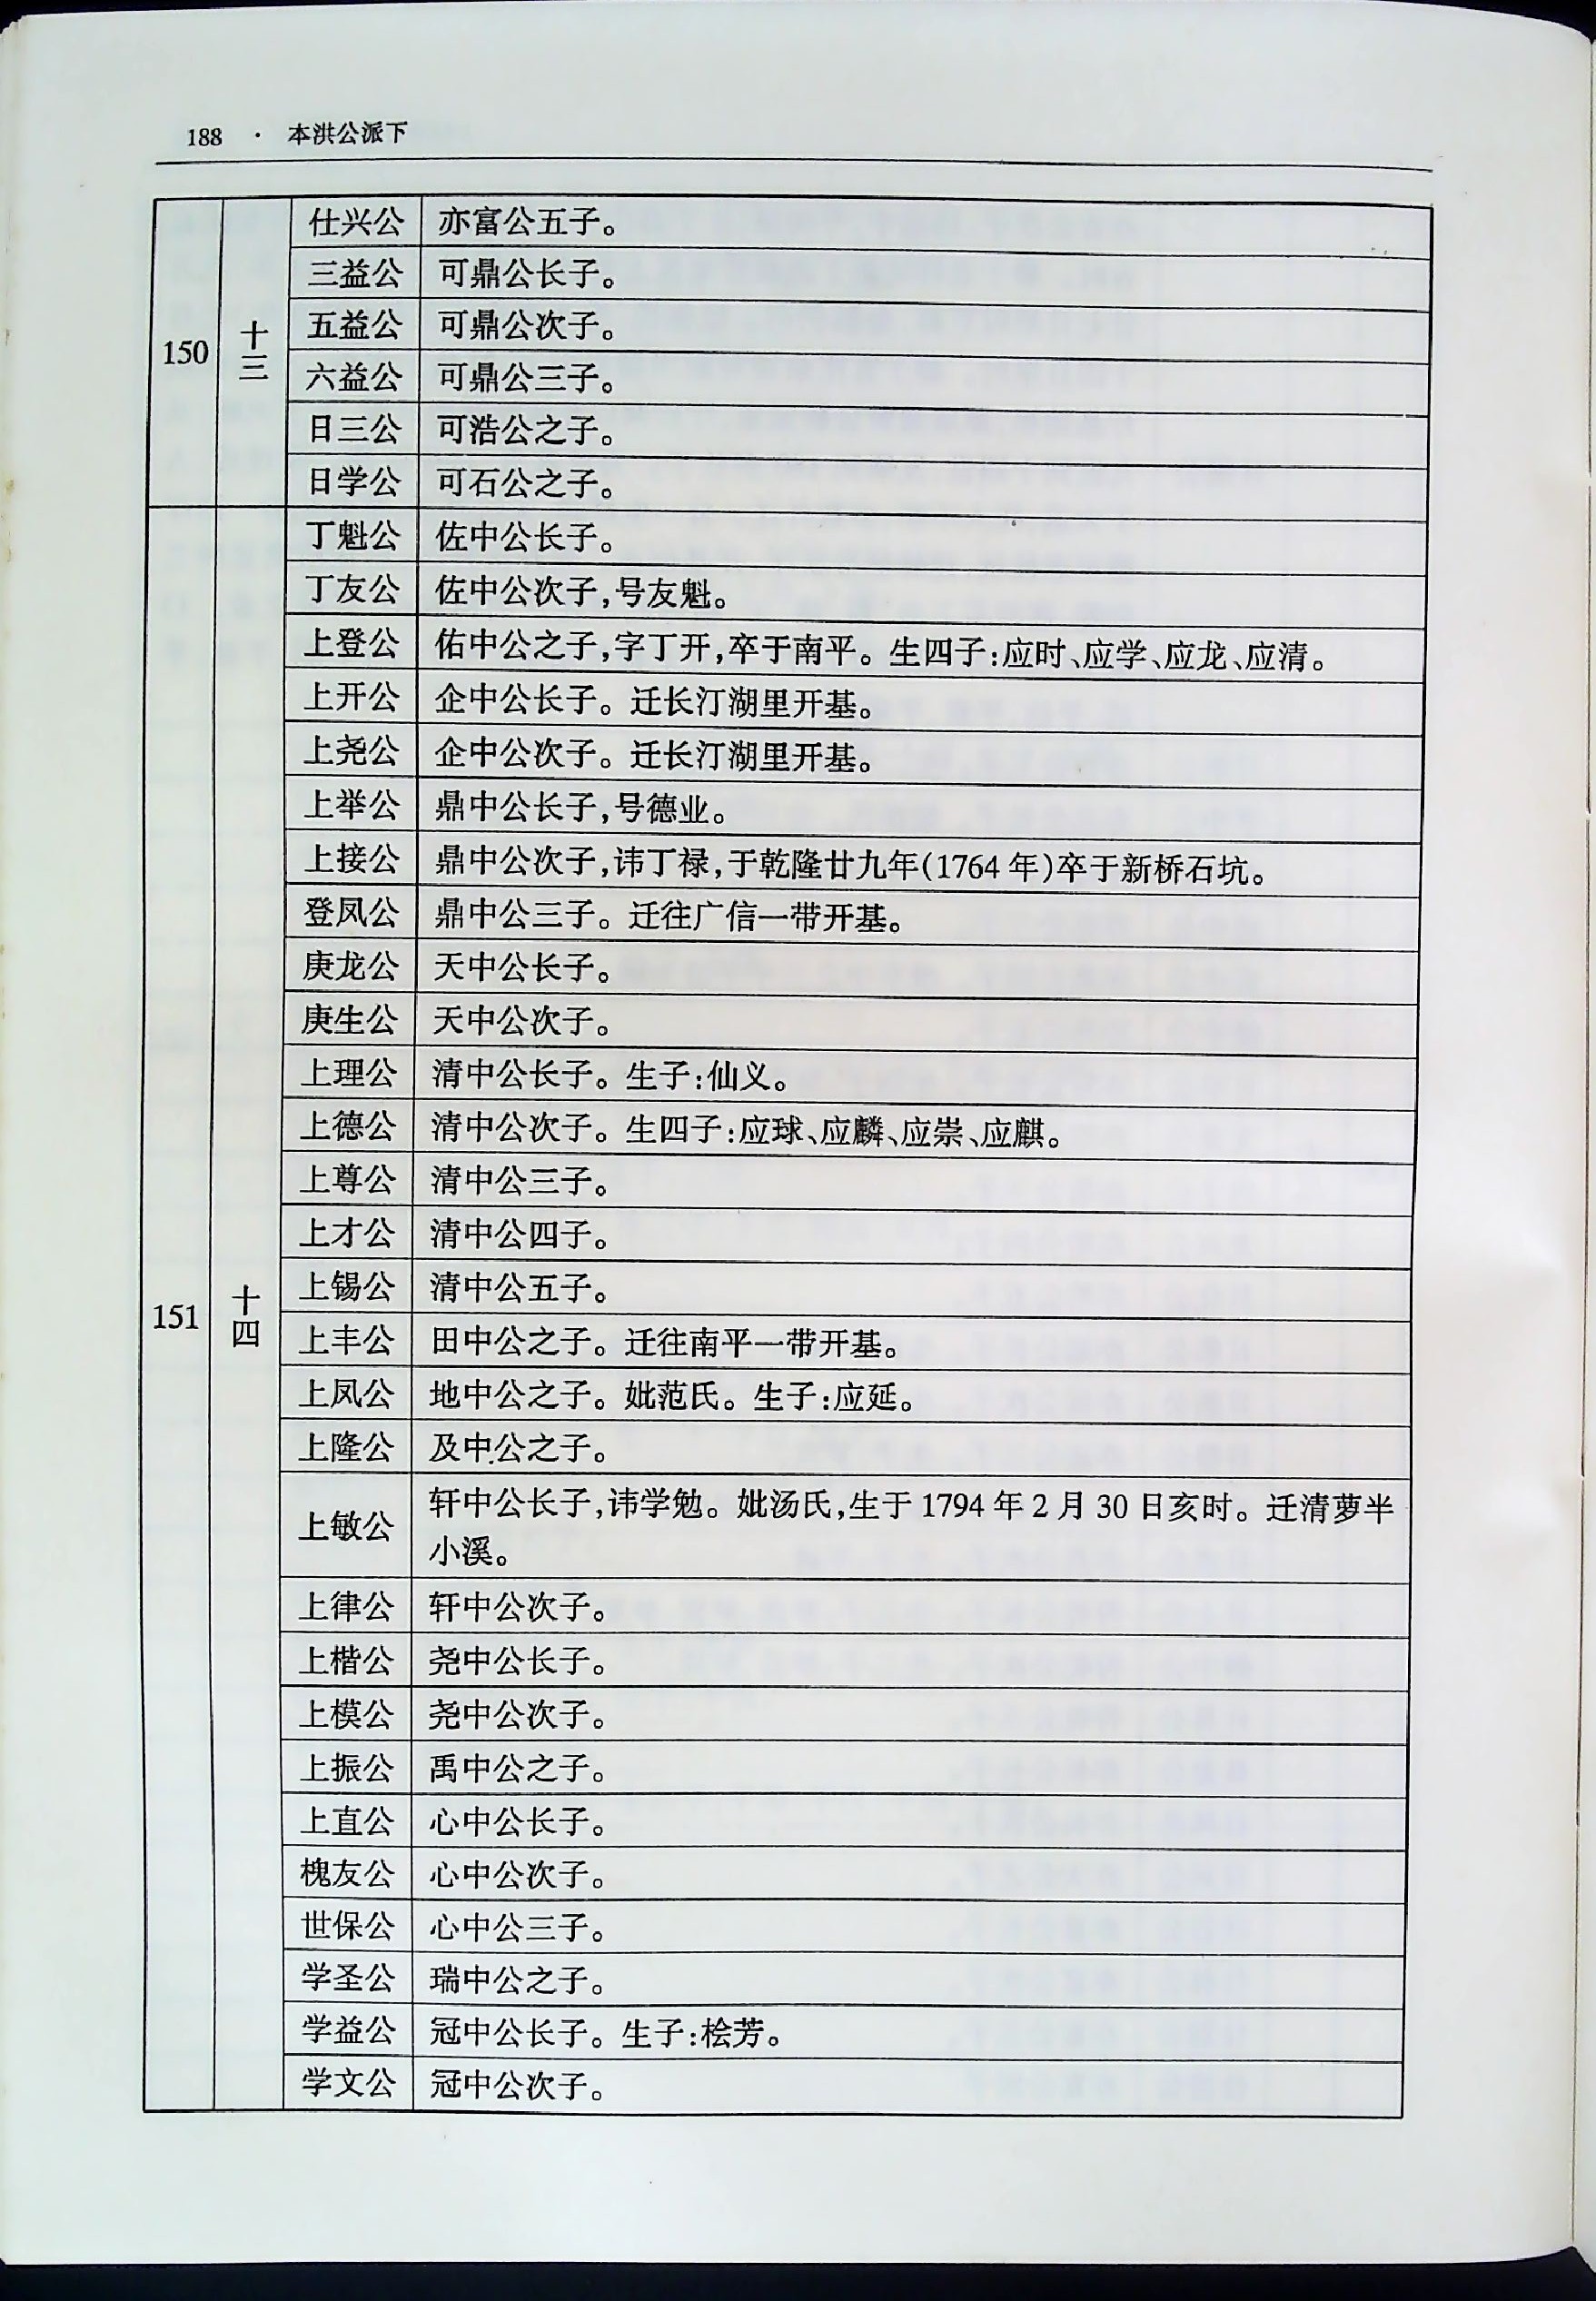 188 · 本洪公派下
150 十三 仕兴公 亦富公五子。
三益公 可鼎公长子。
五益公 可鼎公次子。
六益公 可鼎公三子。
日三公 可浩公之子。
日学公 可石公之子。
151 十四 丁魁公 佐中公长子。
丁友公 佐中公次子,号友魁。
上登公 佑中公之子,字丁开,卒于南平。生四子:应时、应学、应龙、应清。
上开公 企中公长子。迁长汀湖里开基。
上尧公 企中公次子。迁长汀湖里开基。
上举公 鼎中公长子,号德业。
上接公 鼎中公次子,讳丁禄,于乾隆廿九年(1764年)卒于新桥石坑。
登凤公 鼎中公三子。迁往广信一带开基。
庚龙公 天中公长子。
庚生公 天中公次子。
上理公 清中公长子。生子:仙义。
上德公 清中公次子。生四子:应球、应麟、应崇、应麒。
上尊公 清中公三子。
上才公 清中公四子。
上锡公 清中公五子。
上丰公 田中公之子。迁往南平一带开基。
上凤公 地中公之子。妣范氏。生子:应延。
上隆公 及中公之子。
上敏公 轩中公长子,讳学勉。妣汤氏,生于1794年2月30日亥时。迁清萝半
小溪。
上律公 轩中公次子。
上楷公 尧中公长子。
上模公 尧中公次子。
上振公 禹中公之子。
上直公 心中公长子。
槐友公 心中公次子。
世保公 心中公三子。
学圣公 瑞中公之子。
学益公 冠中公长子。生子:桧芳。
学文公 冠中公次子。